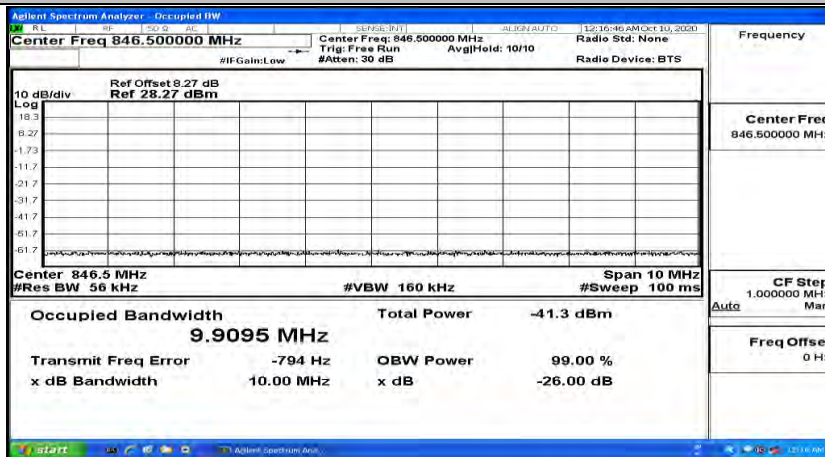 Agilent Spectrum Analyzer - Occupied BW
RL RF 50 Ω AC SENSE:INT ALIGN AUTO 12:16:46 AM Oct 10, 2020
Center Freq 846.500000 MHz
Center Freq: 846.500000 MHz Radio Std: None
Trig: Free Run Avg|Hold: 10/10
#IFGain:Low #Atten: 30 dB Radio Device: BTS
Ref Offset 8.27 dB
10 dB/div Ref 28.27 dBm
Log
18.3
8.27
-1.73
-11.7
-21.7
-31.7
-41.7
-51.7
-61.7
Center 846.5 MHz Span 10 MHz
#Res BW 56 kHz #VBW 160 kHz #Sweep 100 ms
Occupied Bandwidth Total Power -41.3 dBm
9.9095 MHz
Transmit Freq Error -794 Hz OBW Power 99.00 %
x dB Bandwidth 10.00 MHz x dB -26.00 dB
Frequency
Center Freq
846.500000 MHz
CF Step
1.000000 MHz
Auto Man
Freq Offse
0 Hz
start Agilent Spectrum Ana... 12:16 AM